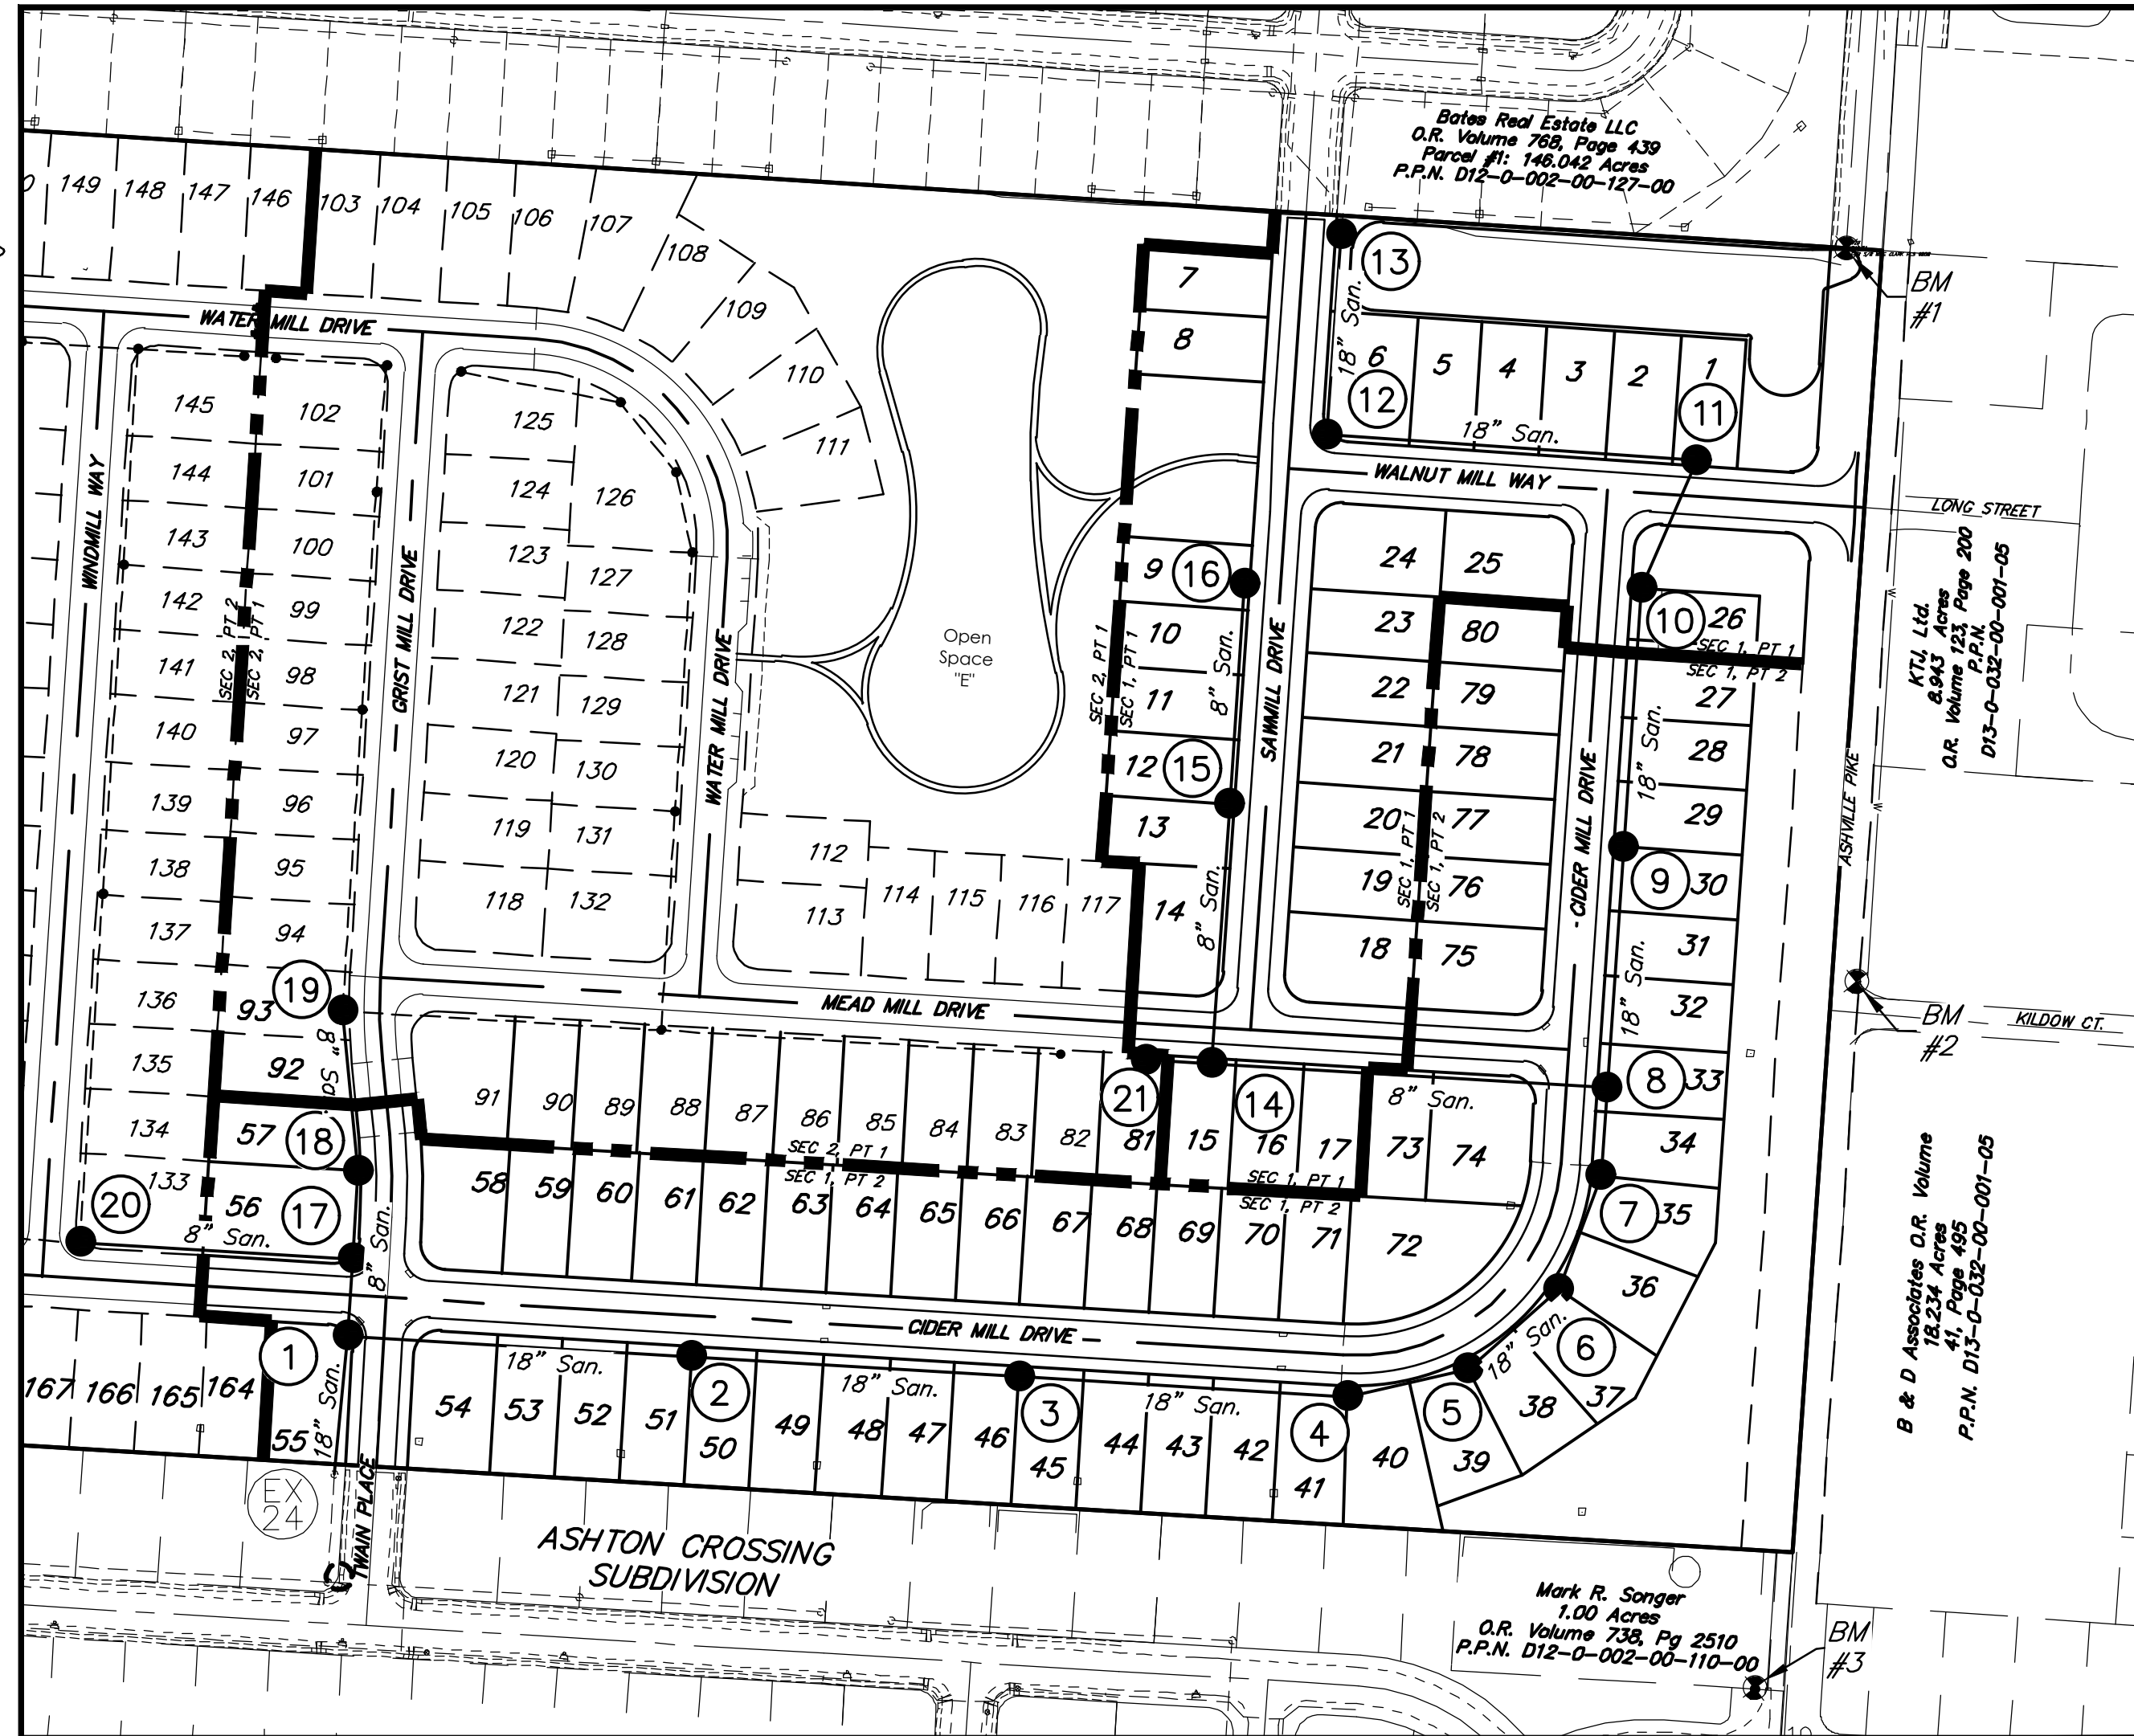 Bates Real Estate LLC
O.R. Volume 768, Page 439
Parcel #1: 146.042 Acres
P.P.N. D12-0-002-00-127-00
149
148
147
146
103
104
105
106
107
108
109
110
111
7
8
13
BM
#1
18" San.
6
5
4
3
2
1
12
11
18" San.
WALNUT MILL WAY
WATER MILL DRIVE
145
102
125
144
101
124
126
143
100
123
127
142
99
122
128
141
98
121
129
140
97
120
130
139
96
119
131
138
95
118
132
137
94
136
93
19
135
92
134
57
18
133
56
17
20
WINDMILL WAY
GRIST MILL DRIVE
WATER MILL DRIVE
SEC 2, PT 2
SEC 2, PT 1
Open
Space
"E"
112
113
114
115
116
117
9
16
10
11
12
15
13
14
8" San.
8" San.
SEC 2, PT 1
SEC 1, PT 1
SAWMILL DRIVE
24
25
23
80
22
79
21
78
20
77
19
76
18
75
SEC 1, PT 1
SEC 1, PT 2
CIDER MILL DRIVE
10
26
SEC 1, PT 1
SEC 1, PT 2
27
28
29
9
30
31
32
8
33
34
7
35
36
6
37
18" San.
18" San.
ASHVILLE PIKE
LONG STREET
KTJ, Ltd.
8.943 Acres
O.R. Volume 123, Page 200
P.P.N.
D13-0-032-00-001-05
BM
#2
KILDOW CT.
B & D Associates O.R. Volume
18.234 Acres
41, Page 495
P.P.N. D13-0-032-00-001-05
MEAD MILL DRIVE
91
90
89
88
87
86
85
84
83
82
81
21
15
14
16
17
73
74
8" San.
SEC 2, PT 1
SEC 1, PT 2
SEC 1, PT 1
SEC 1, PT 2
58
59
60
61
62
63
64
65
66
67
68
69
70
71
72
8" San.
8" San.
8" San.
CIDER MILL DRIVE
167
166
165
164
1
55
18" San.
54
53
52
51
2
50
49
48
47
46
3
45
44
43
42
4
41
40
5
39
38
18" San.
18" San.
18" San.
18" San.
EX
24
TWAIN PLACE
ASHTON CROSSING
SUBDIVISION
Mark R. Songer
1.00 Acres
O.R. Volume 738, Pg 2510
P.P.N. D12-0-002-00-110-00
BM
#3